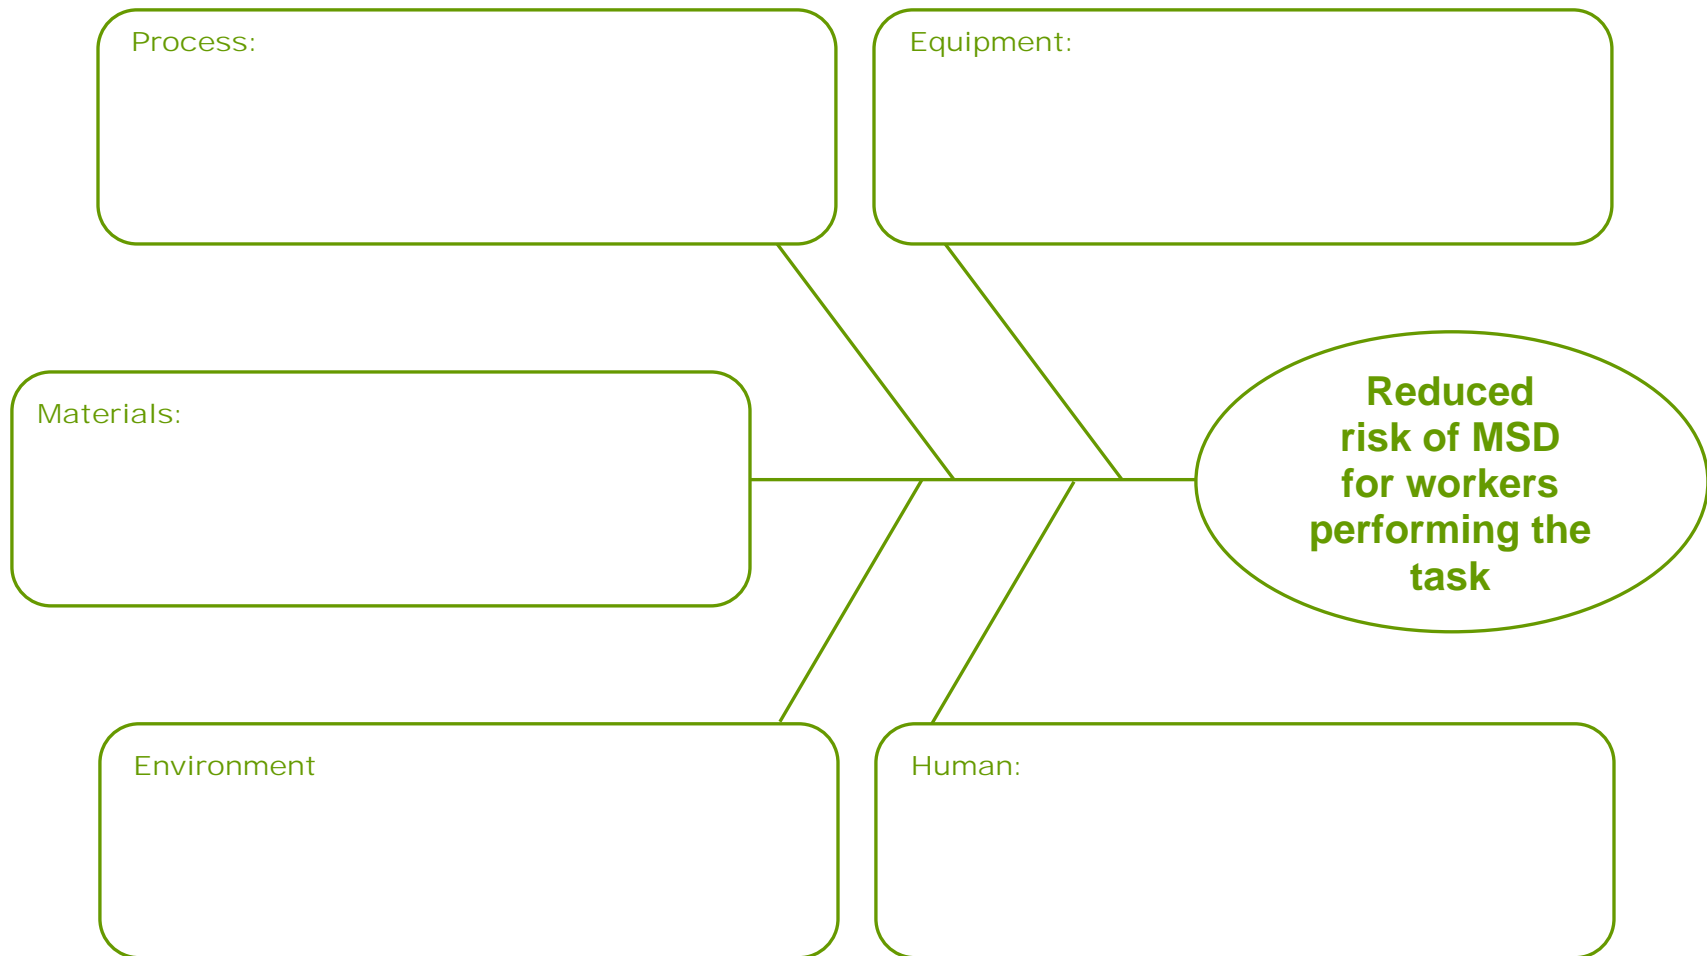 Process:
Equipment:
Materials:
Reduced
risk of MSD
for workers
performing the
task
Environment
Human: